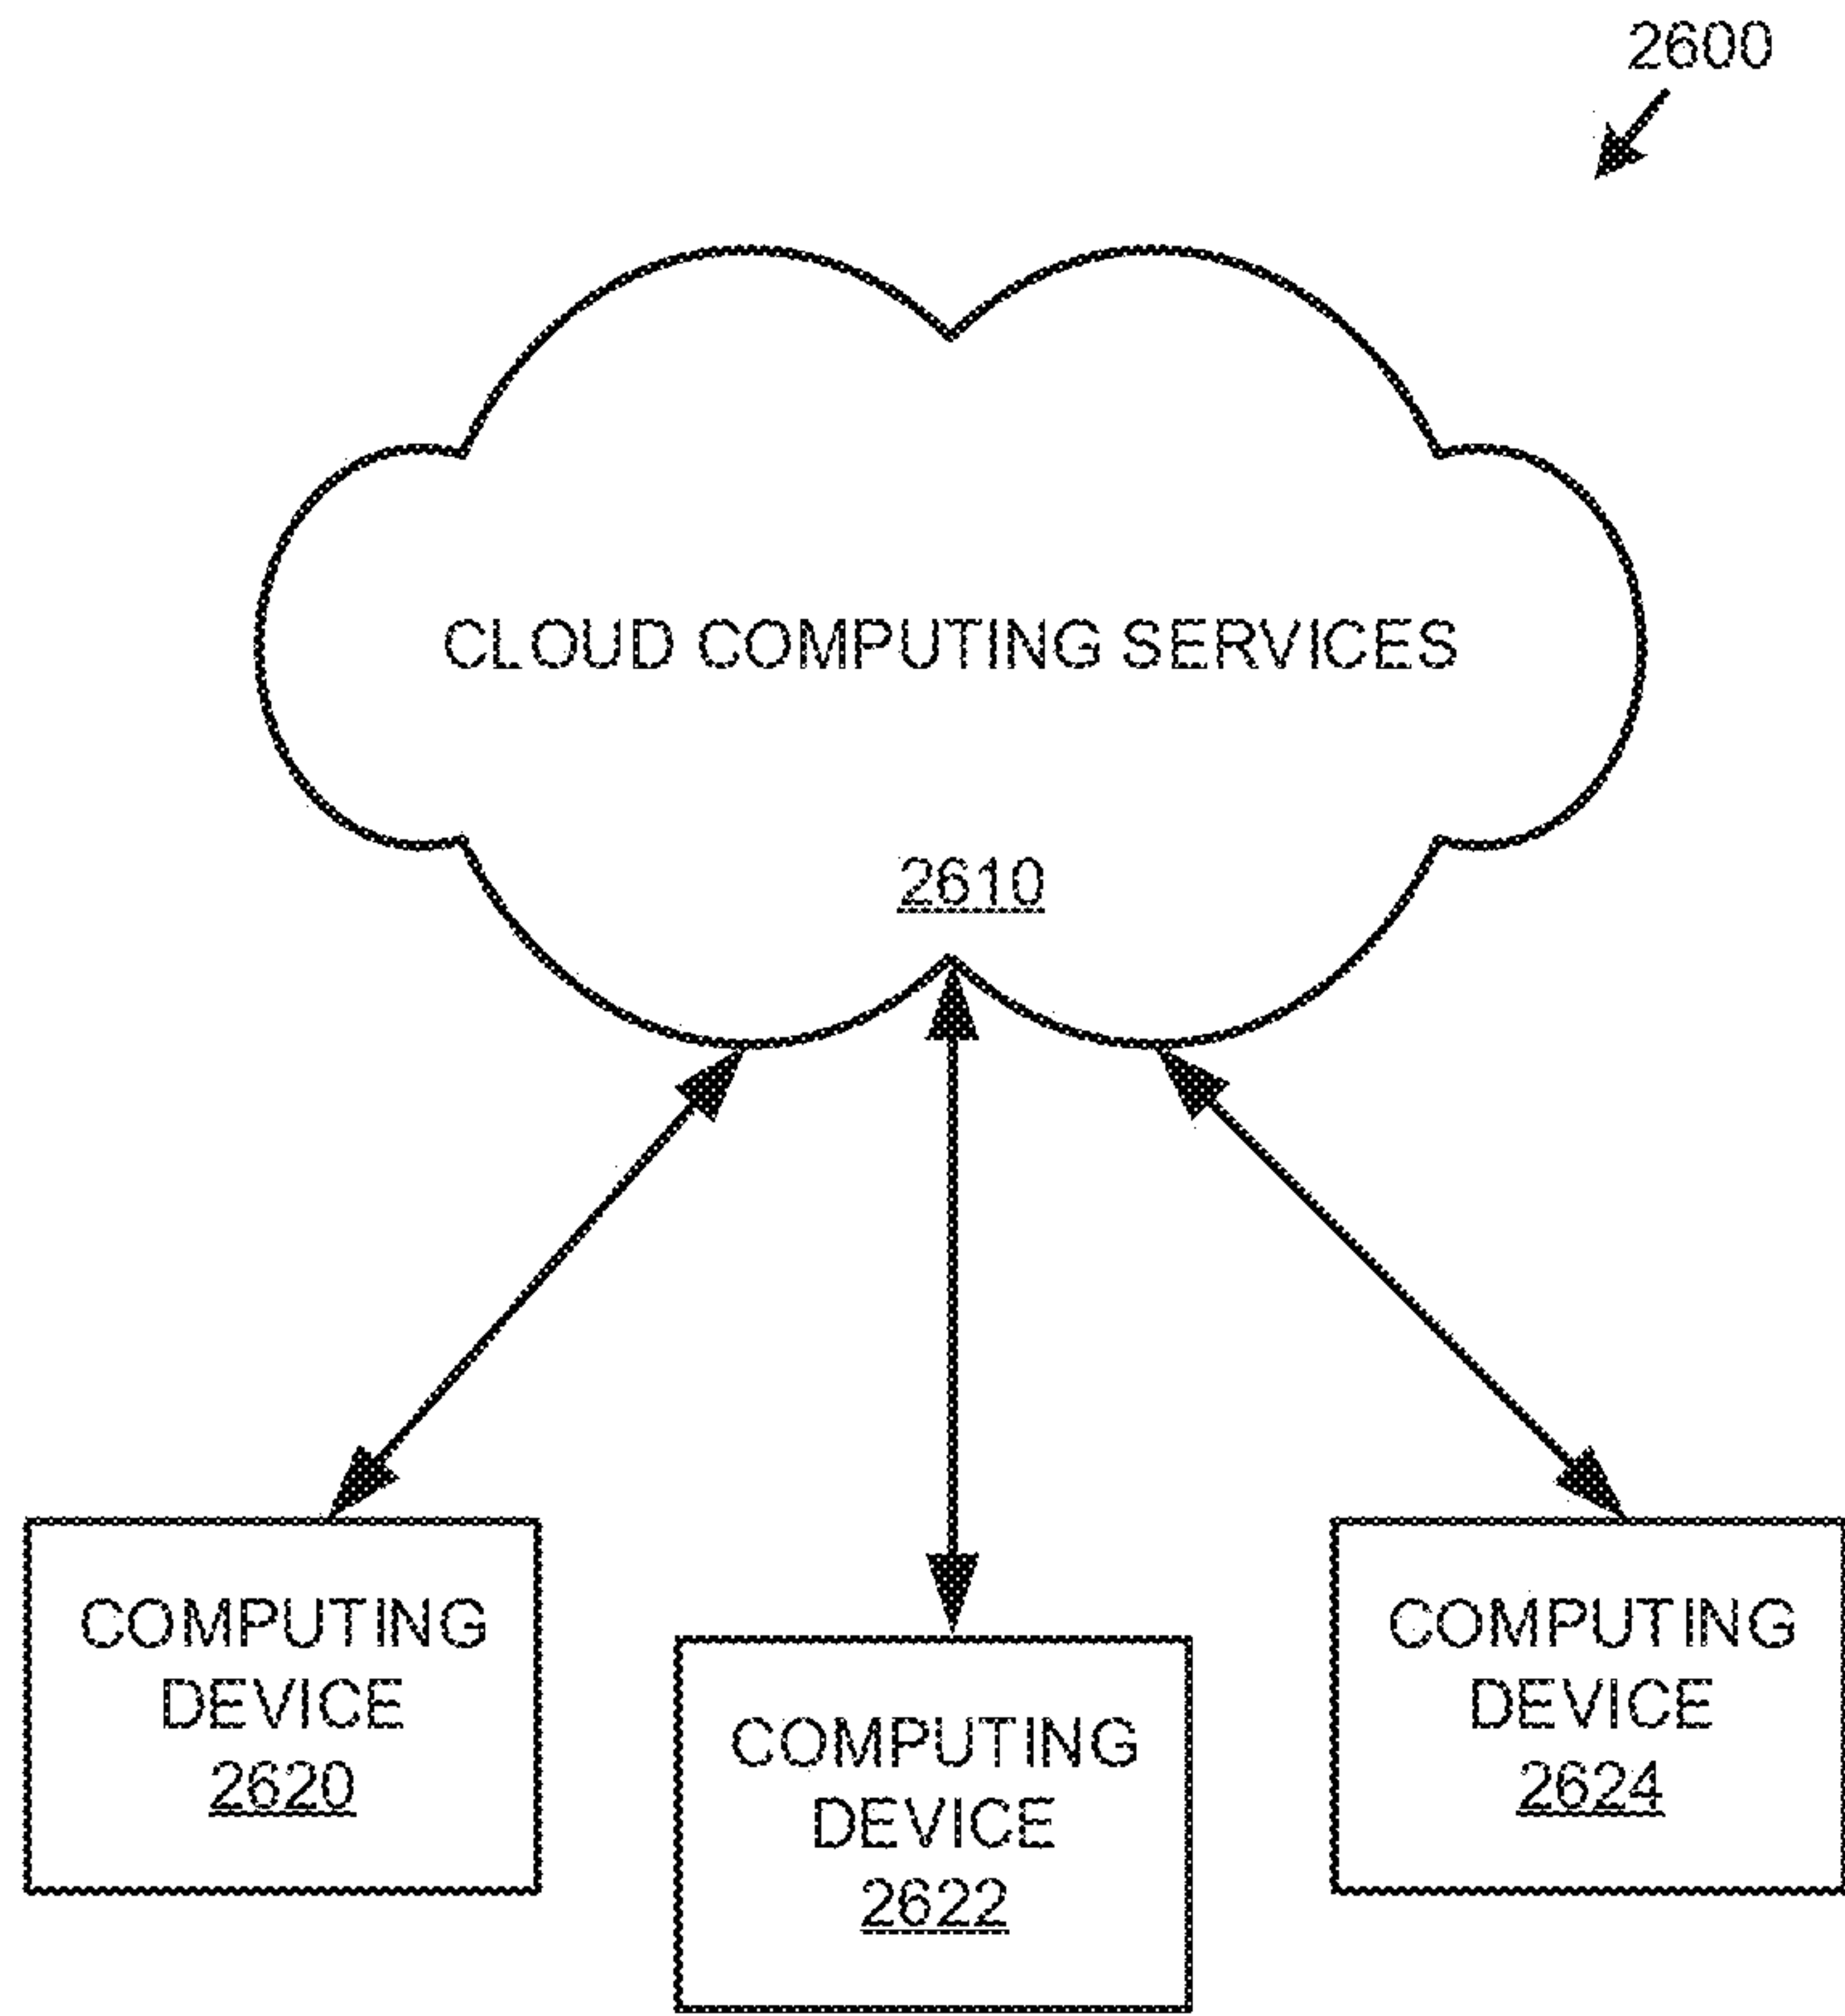 2600
CLOUD COMPUTING SERVICES
2610
COMPUTING
DEVICE
2620
COMPUTING
DEVICE
2622
COMPUTING
DEVICE
2624